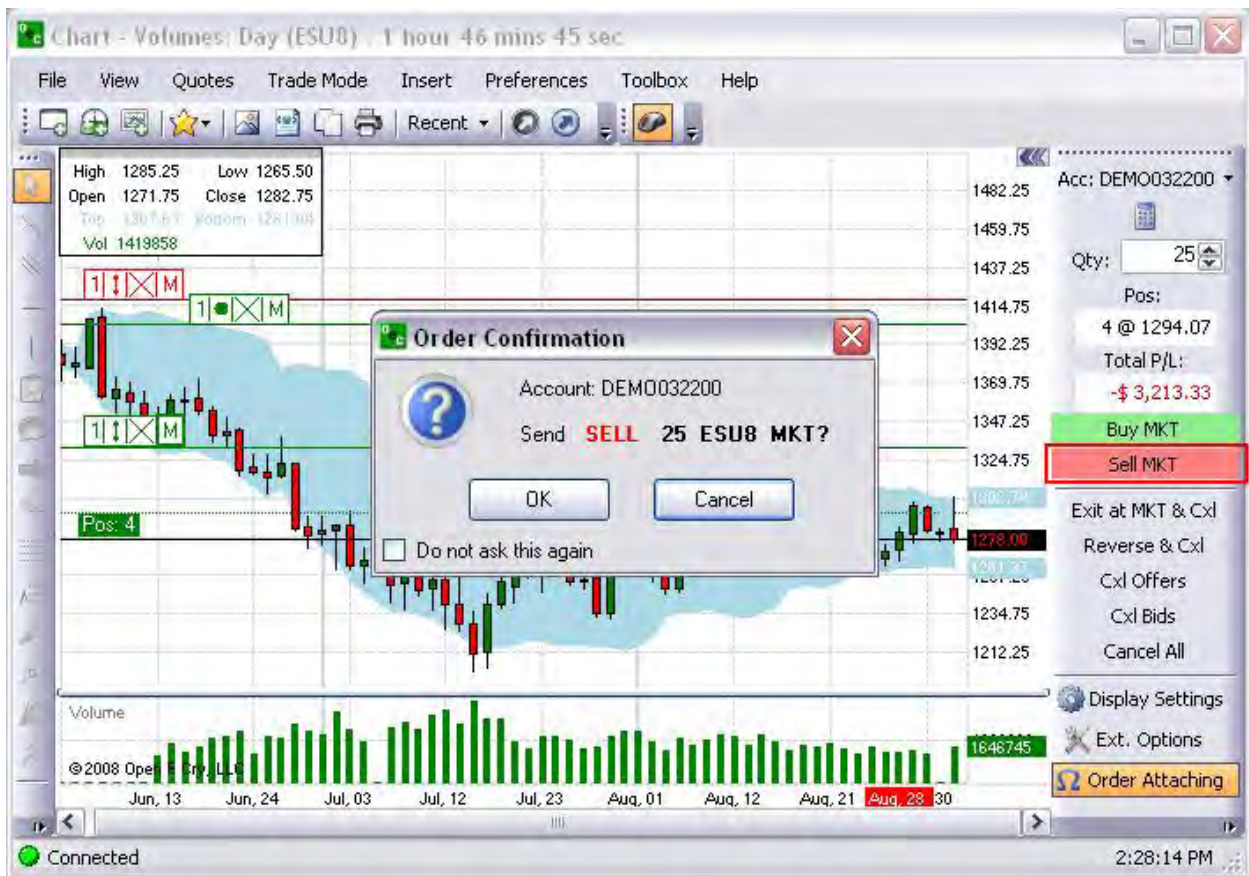 Chart - Volumes: Day (ESU8) . 1 hour 46 mins 45 sec
File View Quotes Trade Mode Insert Preferences Toolbox Help
Recent
High 1285.25 Low 1265.50
Open 1271.75 Close 1282.75
Vol 1419858
1 M
1 M
1 M
Pos: 4
1482.25
1459.75
1437.25
1414.75
1392.25
1369.75
1347.25
1324.75
1278.00
1234.75
1212.25
Order Confirmation
Account: DEMO032200
Send SELL 25 ESU8 MKT?
OK Cancel
Do not ask this again
Acc: DEMO032200
Qty: 25
Pos:
4 @ 1294.07
Total P/L:
-$ 3,213.33
Buy MKT
Sell MKT
Exit at MKT & Cxl
Reverse & Cxl
Cxl Offers
Cxl Bids
Cancel All
Display Settings
Ext. Options
Order Attaching
Volume
1646745
©2008 Open E Cry, LLC
Jun, 13 Jun, 24 Jul, 03 Jul, 12 Jul, 23 Aug, 01 Aug, 12 Aug, 21 Aug, 28 30
Connected 2:28:14 PM